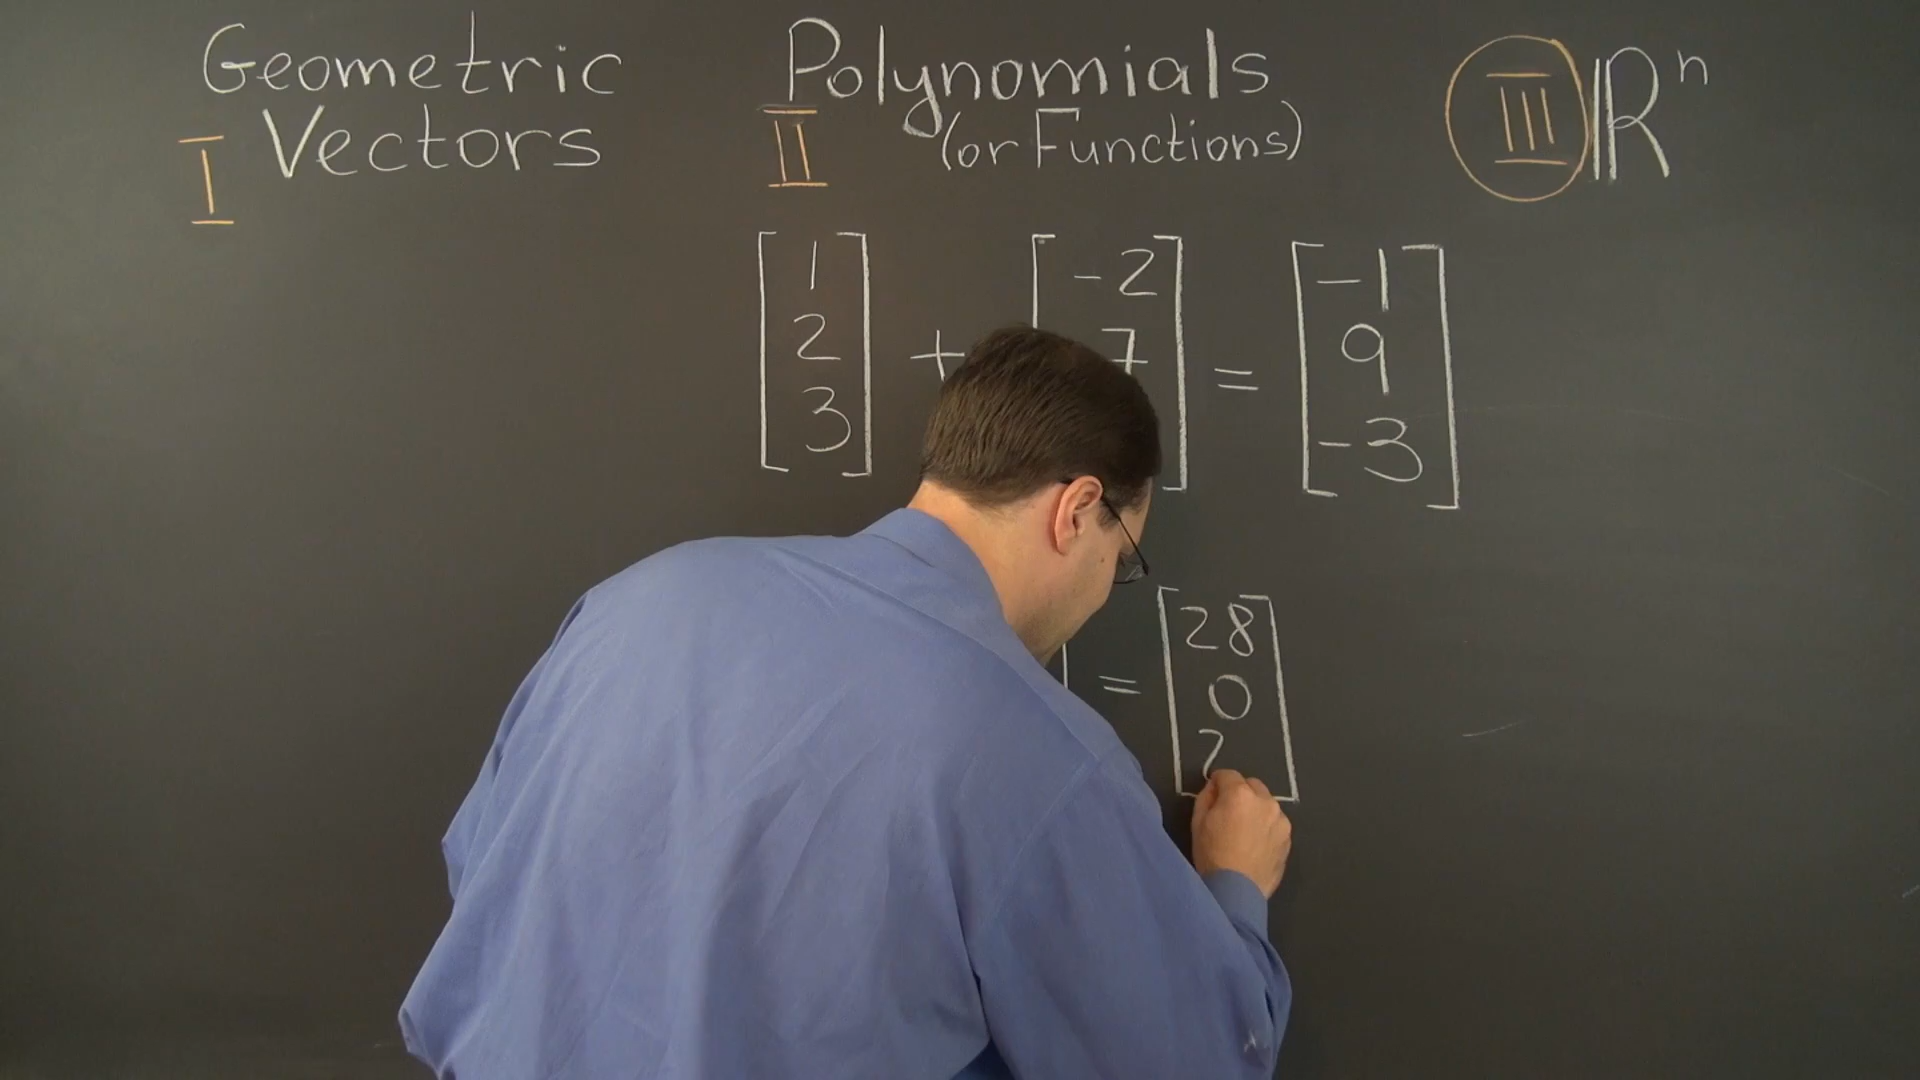 Geometric Vectors
I
Polynomials
(or Functions)
II
III ℝⁿ
1 + -2 = -1
2 7 9
3 -3
= 28
0